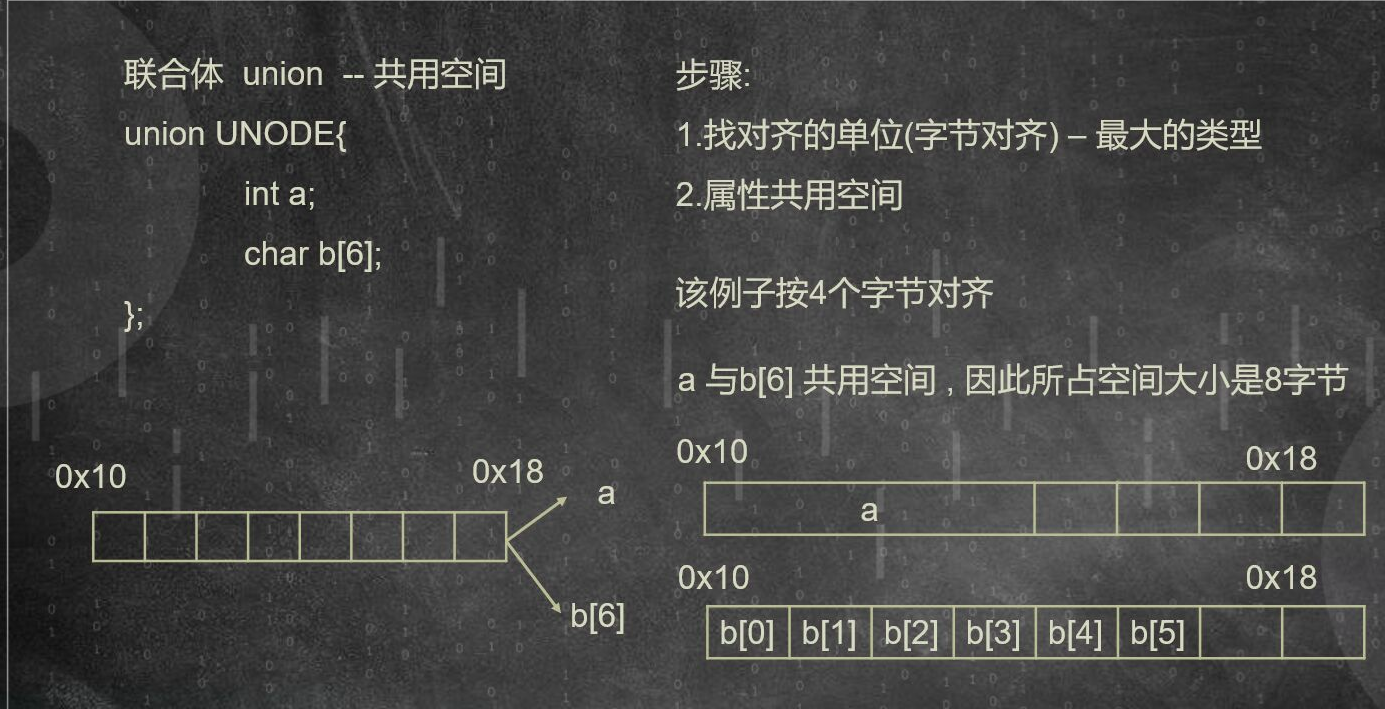 联合体 union -- 共用空间
union UNODE{
int a;
char b[6];
};
步骤:
1.找对齐的单位(字节对齐) – 最大的类型
2.属性共用空间
该例子按4个字节对齐
a 与b[6] 共用空间 , 因此所占空间大小是8字节
0x10 0x18
a
b[6]
0x10 0x18
a
0x10 0x18
b[0] b[1] b[2] b[3] b[4] b[5]